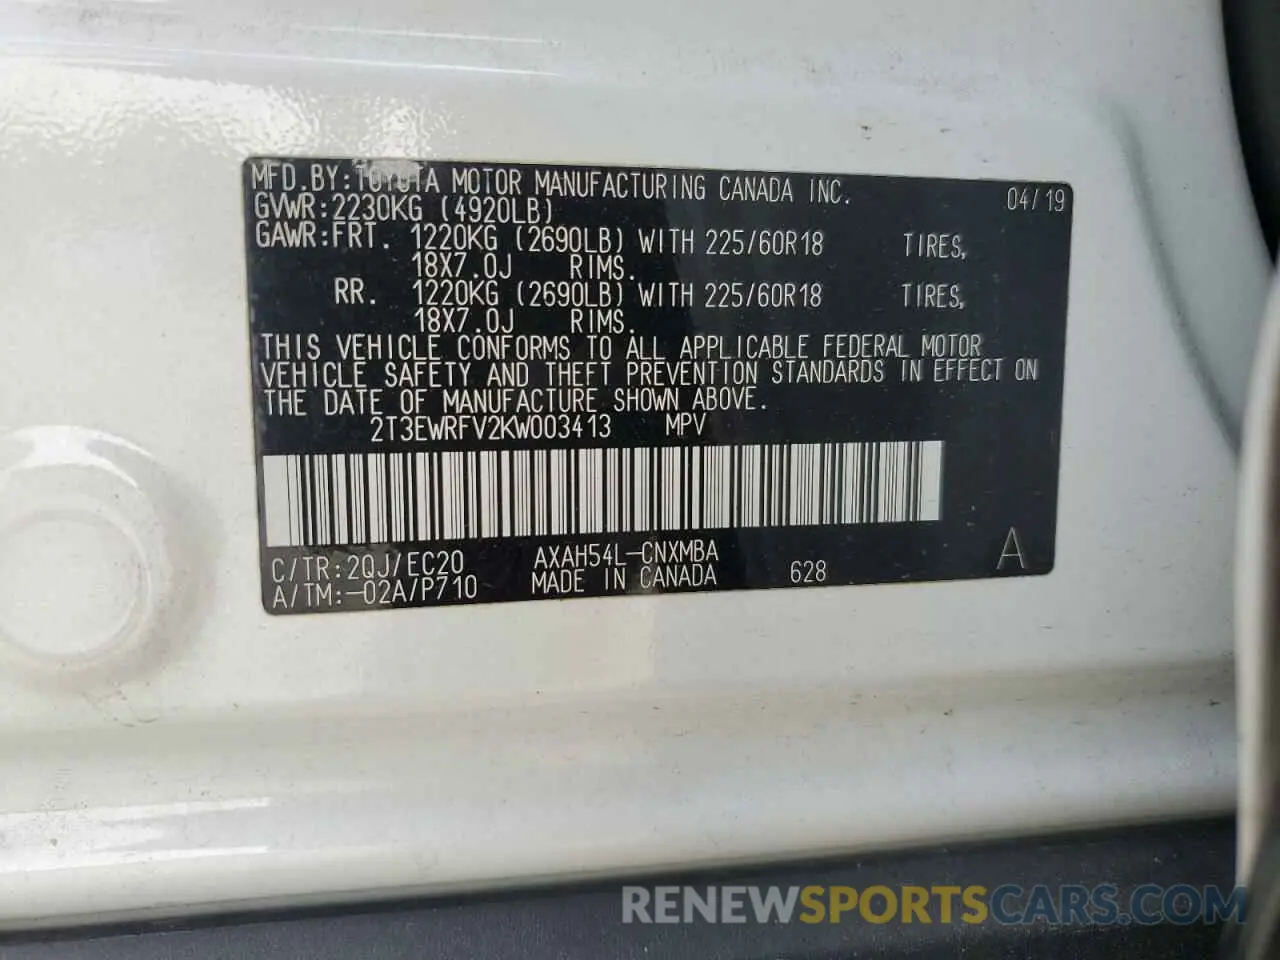 MFD.BY:TOYOTA MOTOR MANUFACTURING CANADA INC. 04/19
GVWR:2230KG (4920LB)
GAWR:FRT. 1220KG (2690LB) WITH 225/60R18 TIRES,
18X7.0J RIMS.
RR. 1220KG (2690LB) WITH 225/60R18 TIRES,
18X7.0J RIMS.
THIS VEHICLE CONFORMS TO ALL APPLICABLE FEDERAL MOTOR
VEHICLE SAFETY AND THEFT PREVENTION STANDARDS IN EFFECT ON
THE DATE OF MANUFACTURE SHOWN ABOVE.
2T3EWRFV2KW003413 MPV
C/TR:2QJ/EC20 AXAH54L-CNXMBA
A/TM:-02A/P710 MADE IN CANADA 628 A
RENEWSPORTSCARS.COM